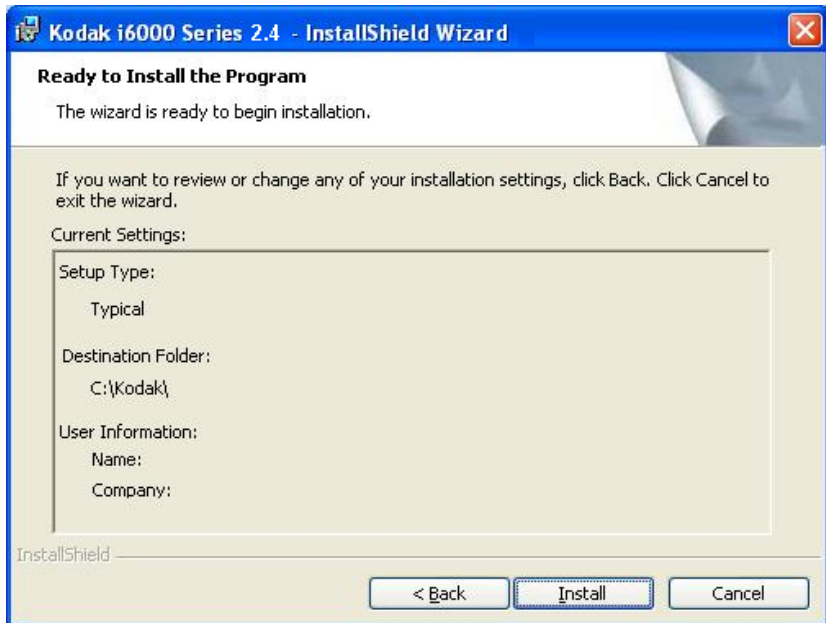 Kodak i6000 Series 2.4 - InstallShield Wizard
Ready to Install the Program
The wizard is ready to begin installation.
If you want to review or change any of your installation settings, click Back. Click Cancel to
exit the wizard.
Current Settings:
Setup Type:
Typical
Destination Folder:
C:\Kodak\
User Information:
Name:
Company:
InstallShield
< Back
Install
Cancel